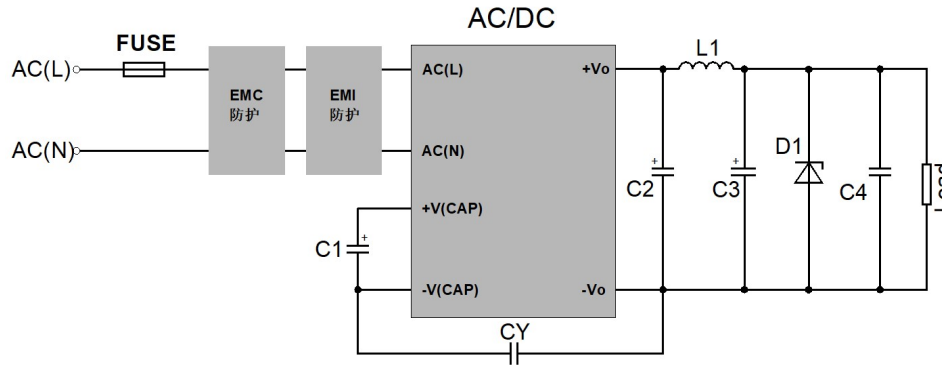 AC/DC
FUSE
L1
AC(L)
AC(L)
+Vo
EMC
防护
EMI
防护
D1
AC(N)
AC(N)
C2
C3
C4
+
+
+V(CAP)
C1
+
-V(CAP)
-Vo
CY